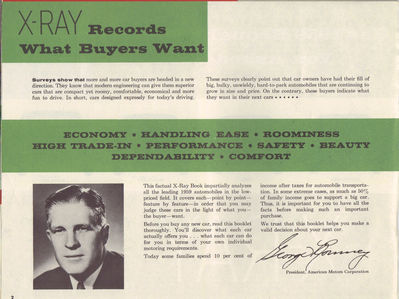 X-RAY Records
What Buyers Want
Surveys show that more and more car buyers are headed in a new
direction. They know that modern engineering can give them superior
cars that are compact yet roomy, comfortable, economical and more
fun to drive. In short, cars designed expressly for today's driving.
These surveys clearly point out that car owners have had their fill of
big, bulky, unwieldy, hard-to-park automobiles that are continuing to
grow in size and price. On the contrary, these buyers indicate what
they want in their next cars • • • • • •
ECONOMY • HANDLING EASE • ROOMINESS
HIGH TRADE-IN • PERFORMANCE • SAFETY • BEAUTY
DEPENDABILITY • COMFORT
This factual X-Ray Book impartially analyzes
all the leading 1959 automobiles in the low-
priced field. It covers each—point by point—
feature by feature—in order that you may
judge these cars in the light of what you—
the buyer—want.
Before you buy any new car, read this booklet
thoroughly. You'll discover what each car
actually offers you . . . what each car can do
for you in terms of your own individual
motoring requirements.
Today some families spend 10 per cent of
income after taxes for automobile transporta-
tion. In some extreme cases, as much as 50%
of family income goes to support a big car.
Thus, it is important for you to have all the
facts before making such an important
purchase.
We trust that this booklet helps you make a
valid decision about your next car.
George Romney
President, American Motors Corporation
2